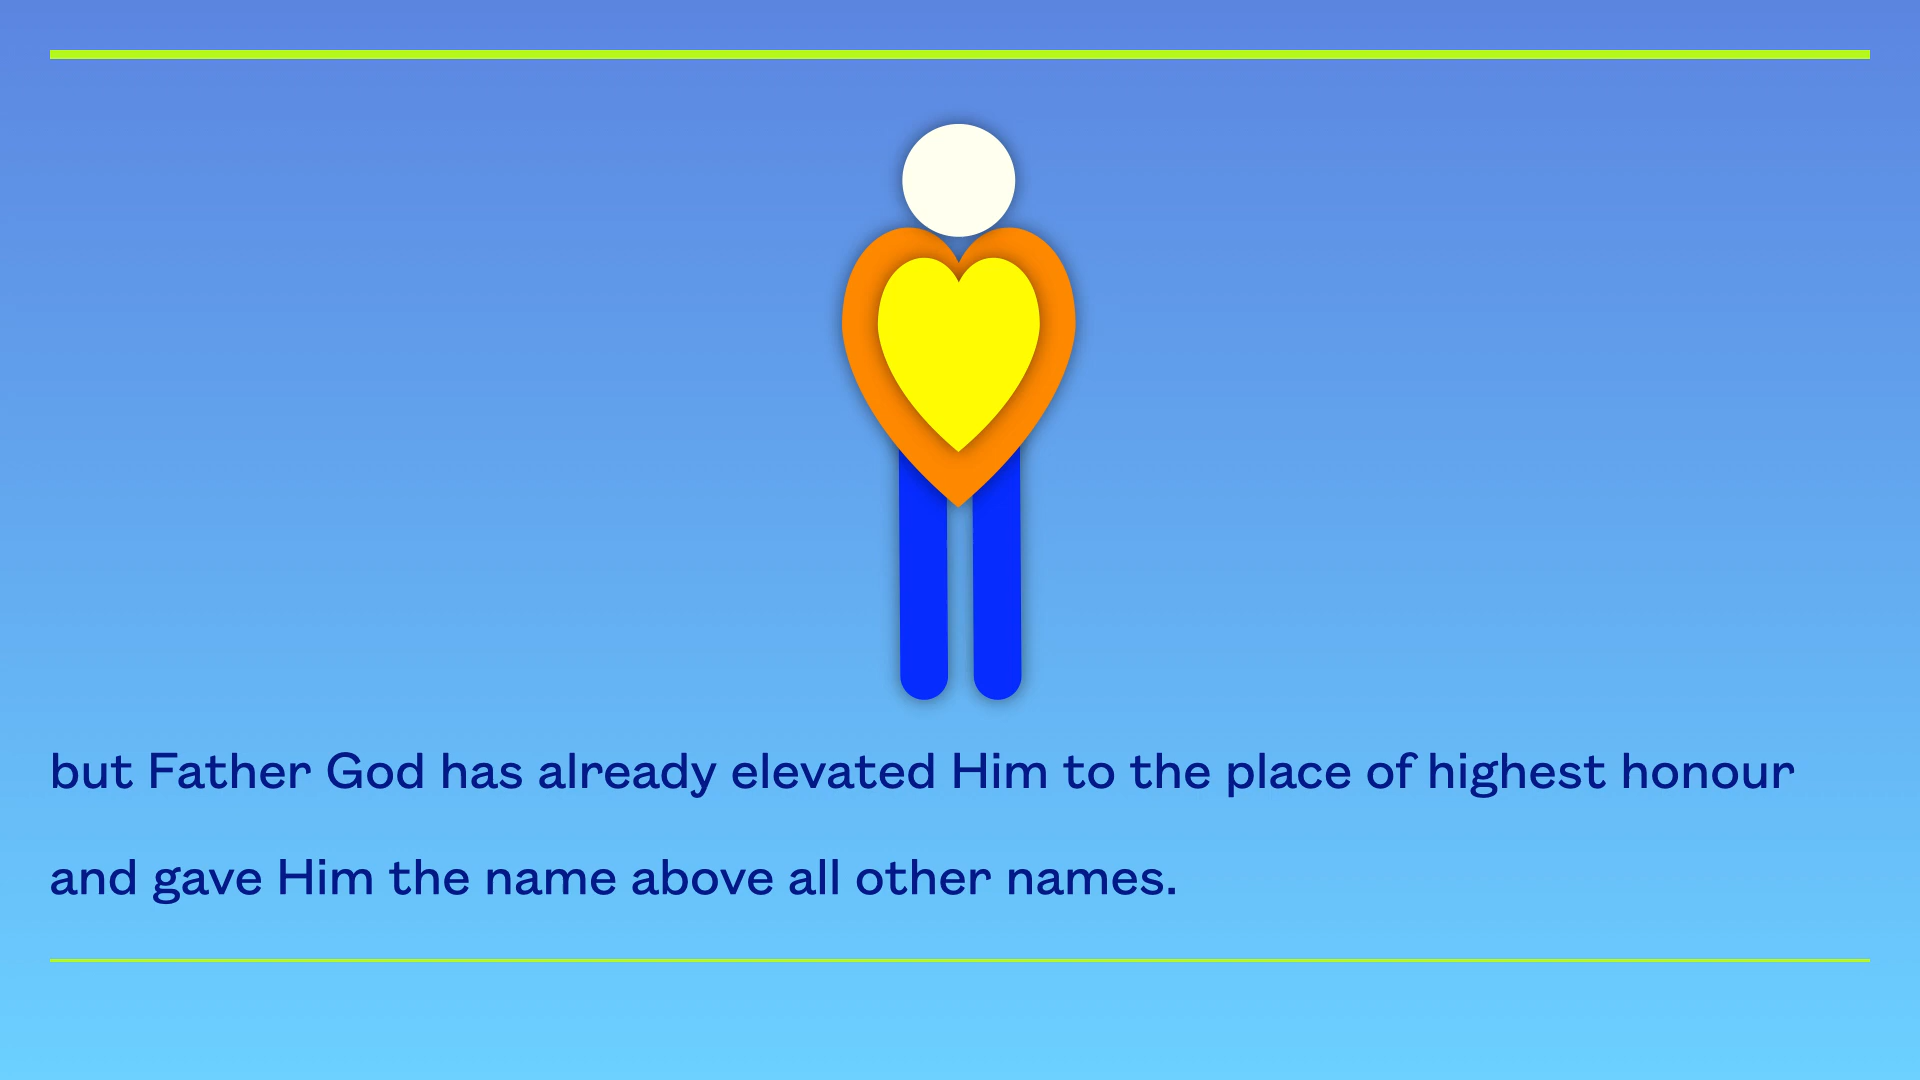 but Father God has already elevated Him to the place of highest honour
and gave Him the name above all other names.